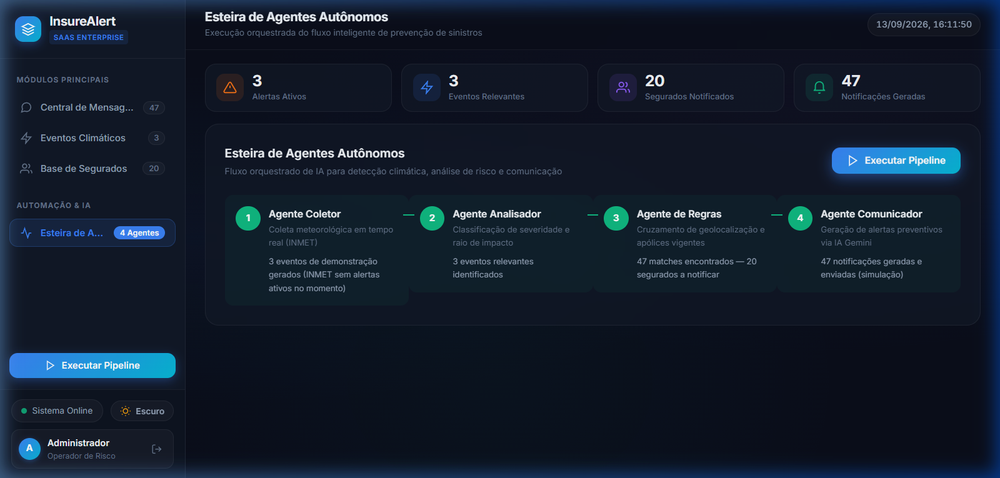 InsureAlert
SAAS ENTERPRISE
MÓDULOS PRINCIPAIS
Central de Mensag... 47
Eventos Climáticos 3
Base de Segurados 20
AUTOMAÇÃO & IA
Esteira de A... 4 Agentes
Executar Pipeline
Sistema Online
Escuro
A
Administrador
Operador de Risco
Esteira de Agentes Autônomos
Execução orquestrada do fluxo inteligente de prevenção de sinistros
13/09/2026, 16:11:50
3
Alertas Ativos
3
Eventos Relevantes
20
Segurados Notificados
47
Notificações Geradas
Esteira de Agentes Autônomos
Fluxo orquestrado de IA para detecção climática, análise de risco e comunicação
Executar Pipeline
1
Agente Coletor
Coleta meteorológica em tempo
real (INMET)
3 eventos de demonstração
gerados (INMET sem alertas
ativos no momento)
2
Agente Analisador
Classificação de severidade e
raio de impacto
3 eventos relevantes
identificados
3
Agente de Regras
Cruzamento de geolocalização e
apólices vigentes
47 matches encontrados — 20
segurados a notificar
4
Agente Comunicador
Geração de alertas preventivos
via IA Gemini
47 notificações geradas e
enviadas (simulação)